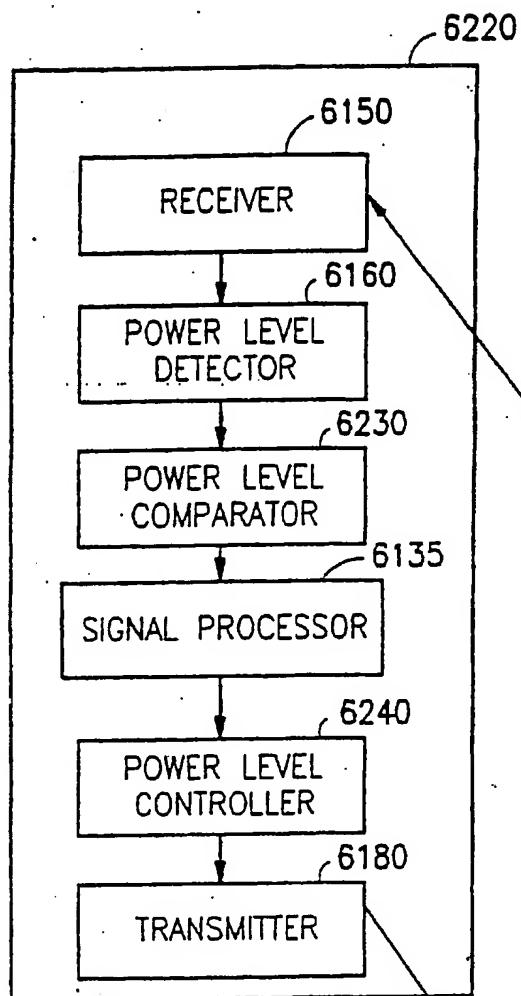 6220
6150
RECEIVER
6160
POWER LEVEL
DETECTOR
6230
POWER LEVEL
COMPARATOR
6135
SIGNAL PROCESSOR
6240
POWER LEVEL
CONTROLLER
6180
TRANSMITTER